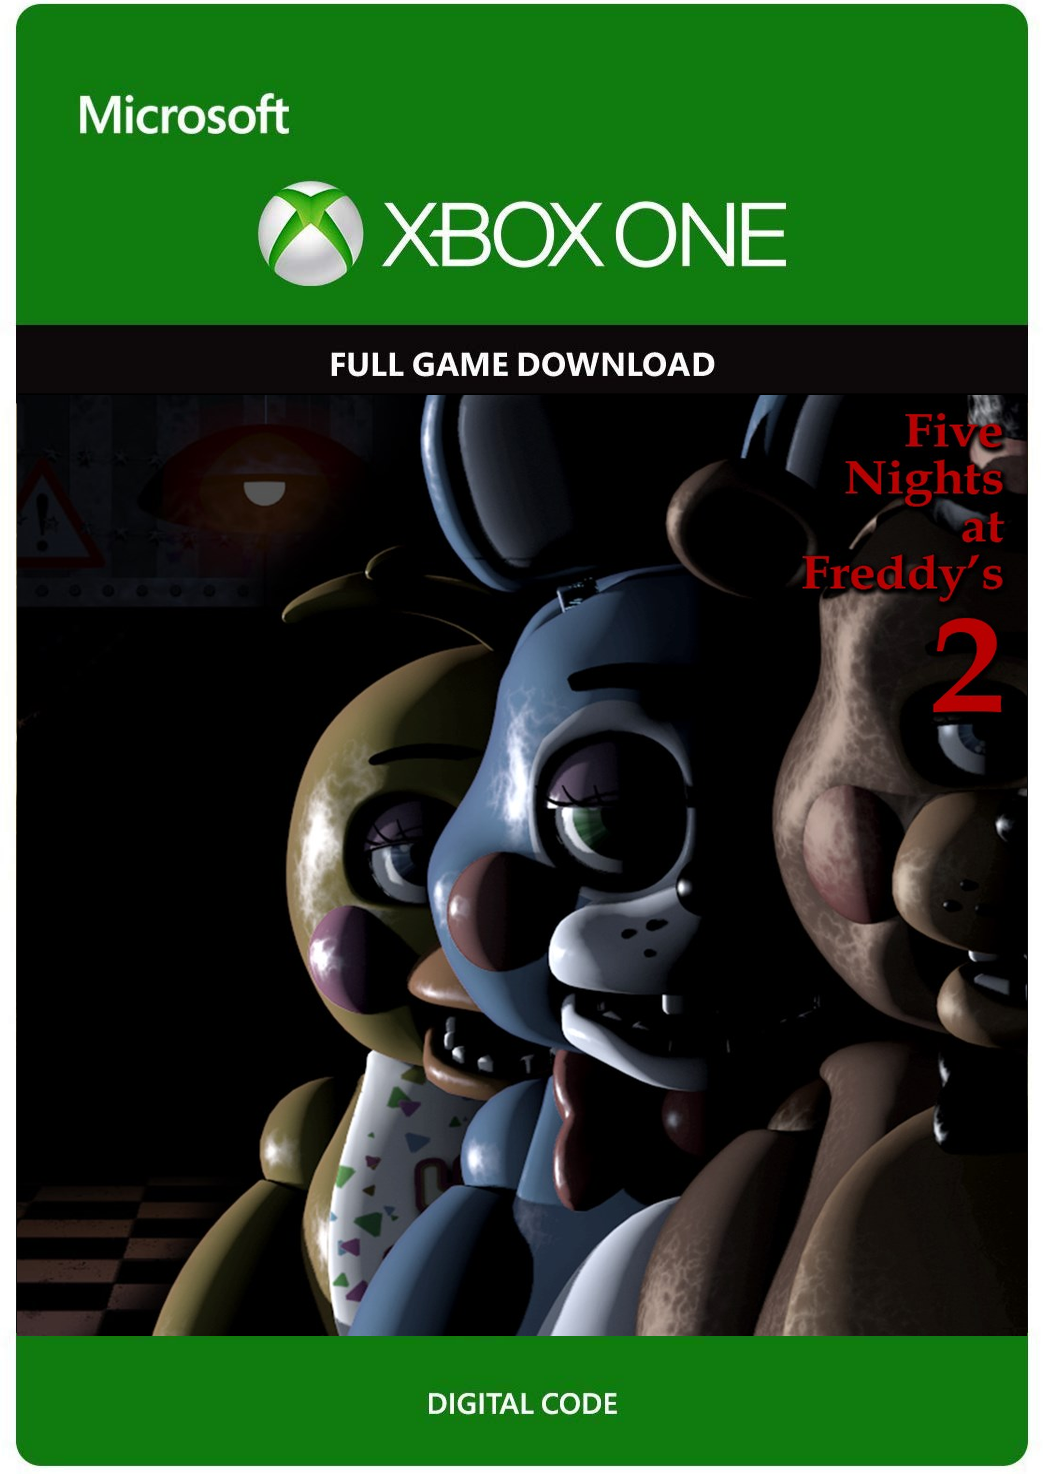 Microsoft
XBOX ONE
FULL GAME DOWNLOAD
Five
Nights
at
Freddy's
2
DIGITAL CODE